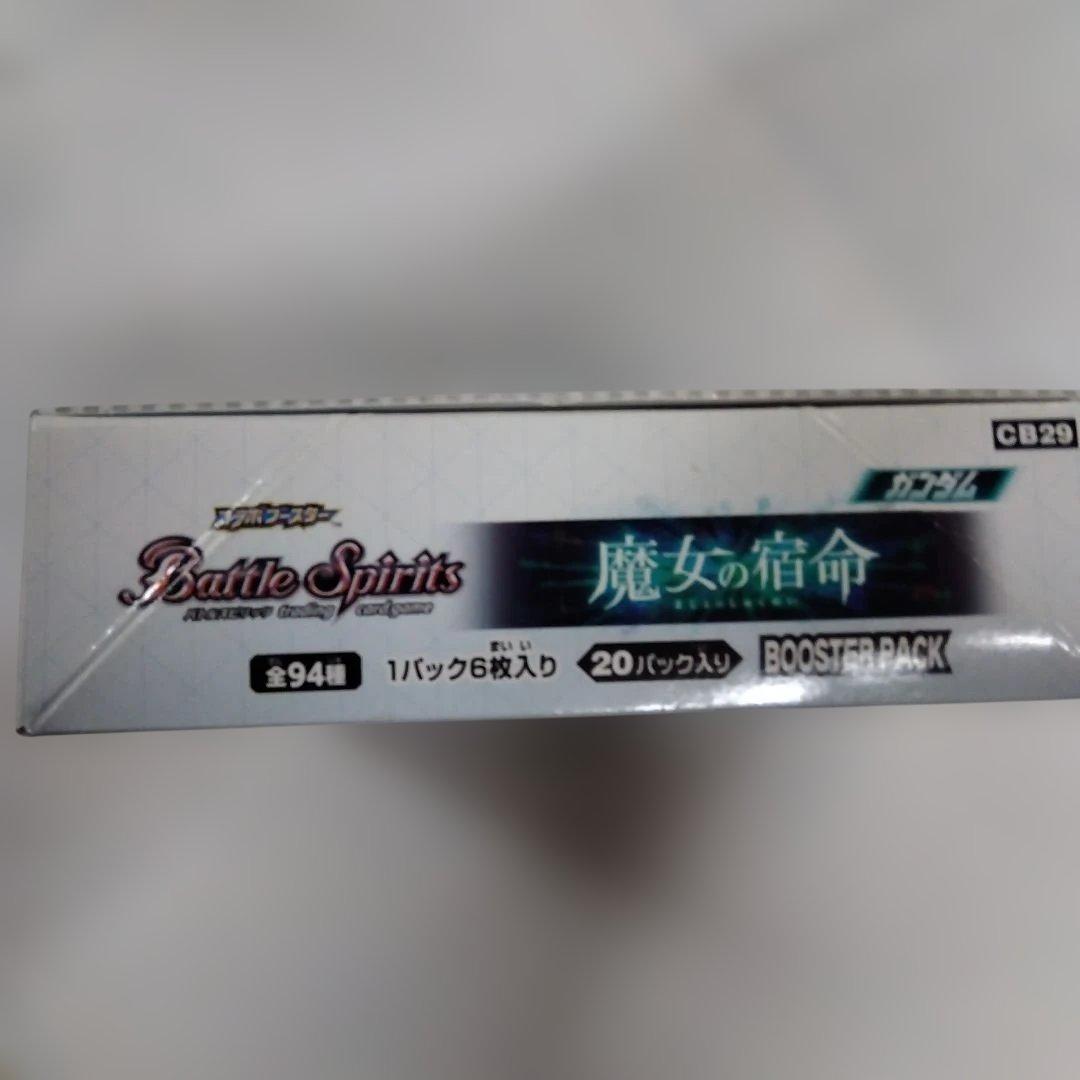 CB29
ガンダム
コラボブースター
Battle Spirits
バトルスピリッツ trading card game
魔女の宿命
全94種
1パック6枚入り
まい い
20パック入り
BOOSTER PACK